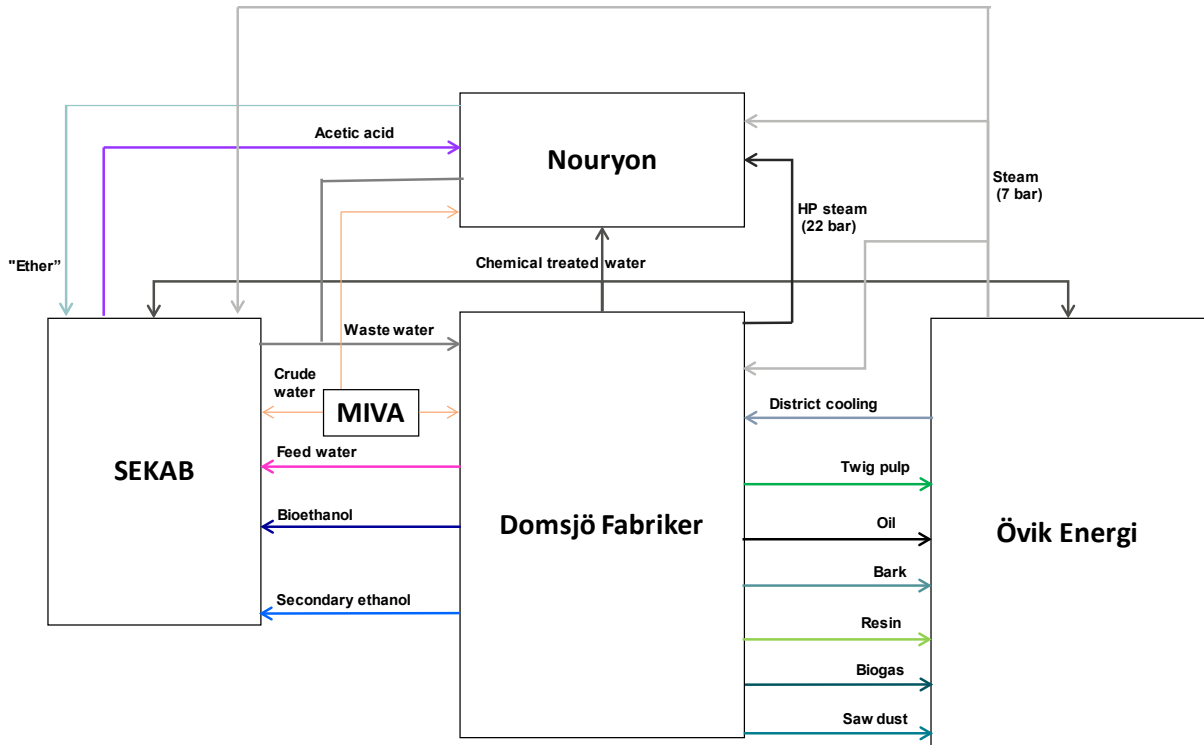 Acetic acid
Nouryon
Steam
(7 bar)
HP steam
(22 bar)
"Ether”
Chemical treated water
Waste water
Crude
water
MIVA
District cooling
SEKAB
Feed water
Twig pulp
Bioethanol
Domsjö Fabriker
Oil
Övik Energi
Bark
Secondary ethanol
Resin
Biogas
Saw dust